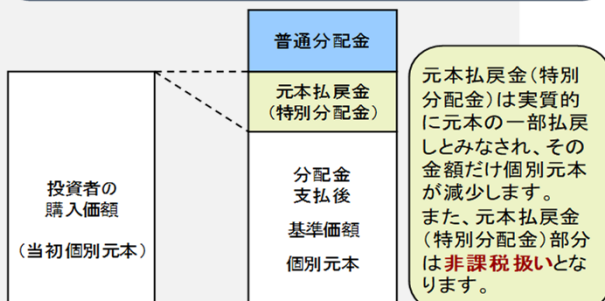 普通分配金
元本払戻金
(特別分配金)
投資者の
購入価額
(当初個別元本)
分配金
支払後
基準価額
個別元本
元本払戻金(特別
分配金)は実質的
に元本の一部払戻
しとみなされ、その
金額だけ個別元本
が減少します。
また、元本払戻金
(特別分配金)部分
は非課税扱いとな
ります。